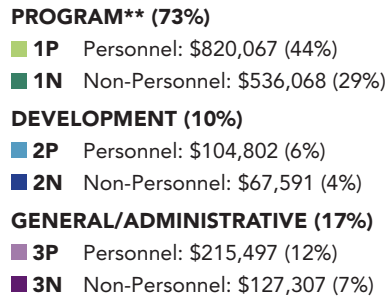 PROGRAM** (73%)
1P Personnel: $820,067 (44%)
1N Non-Personnel: $536,068 (29%)
DEVELOPMENT (10%)
2P Personnel: $104,802 (6%)
2N Non-Personnel: $67,591 (4%)
GENERAL/ADMINISTRATIVE (17%)
3P Personnel: $215,497 (12%)
3N Non-Personnel: $127,307 (7%)